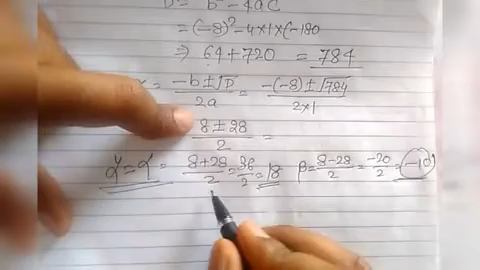 D = b² - 4ac
= (-8)² - 4×1×(-180
⇒ 64 + 720 = 784
= -b±√D/2a = -(-8)±√784/2×1
8±28/2 =
= α = 8+28/2 = 36/2 = 18 β = 8-28/2 = -20/2 = -10